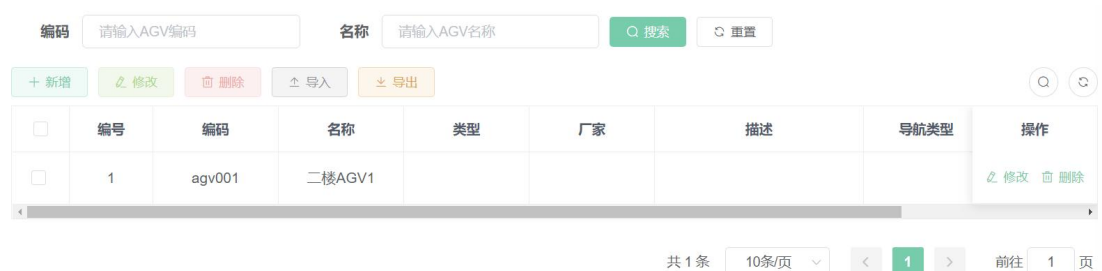 编码 请输入AGV编码 名称 请输入AGV名称 搜索 重置
新增 修改 删除 导入 导出
编号 编码 名称 类型 厂家 描述 导航类型 操作
1 agv001 二楼AGV1 修改 删除
共 1 条 10条/页 1 前往 1 页